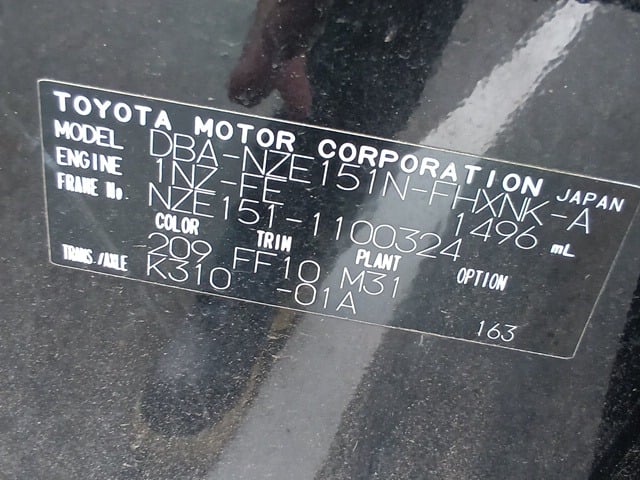 TOYOTA MOTOR CORPORATION JAPAN
MODEL DBA-NZE151N-FHXNK-A
ENGINE 1NZ-FE 1496 mL
FRAME No. NZE151-1100324
COLOR TRIM PLANT OPTION
209 FF10 M31
TRANS./AXLE K310 -01A
163